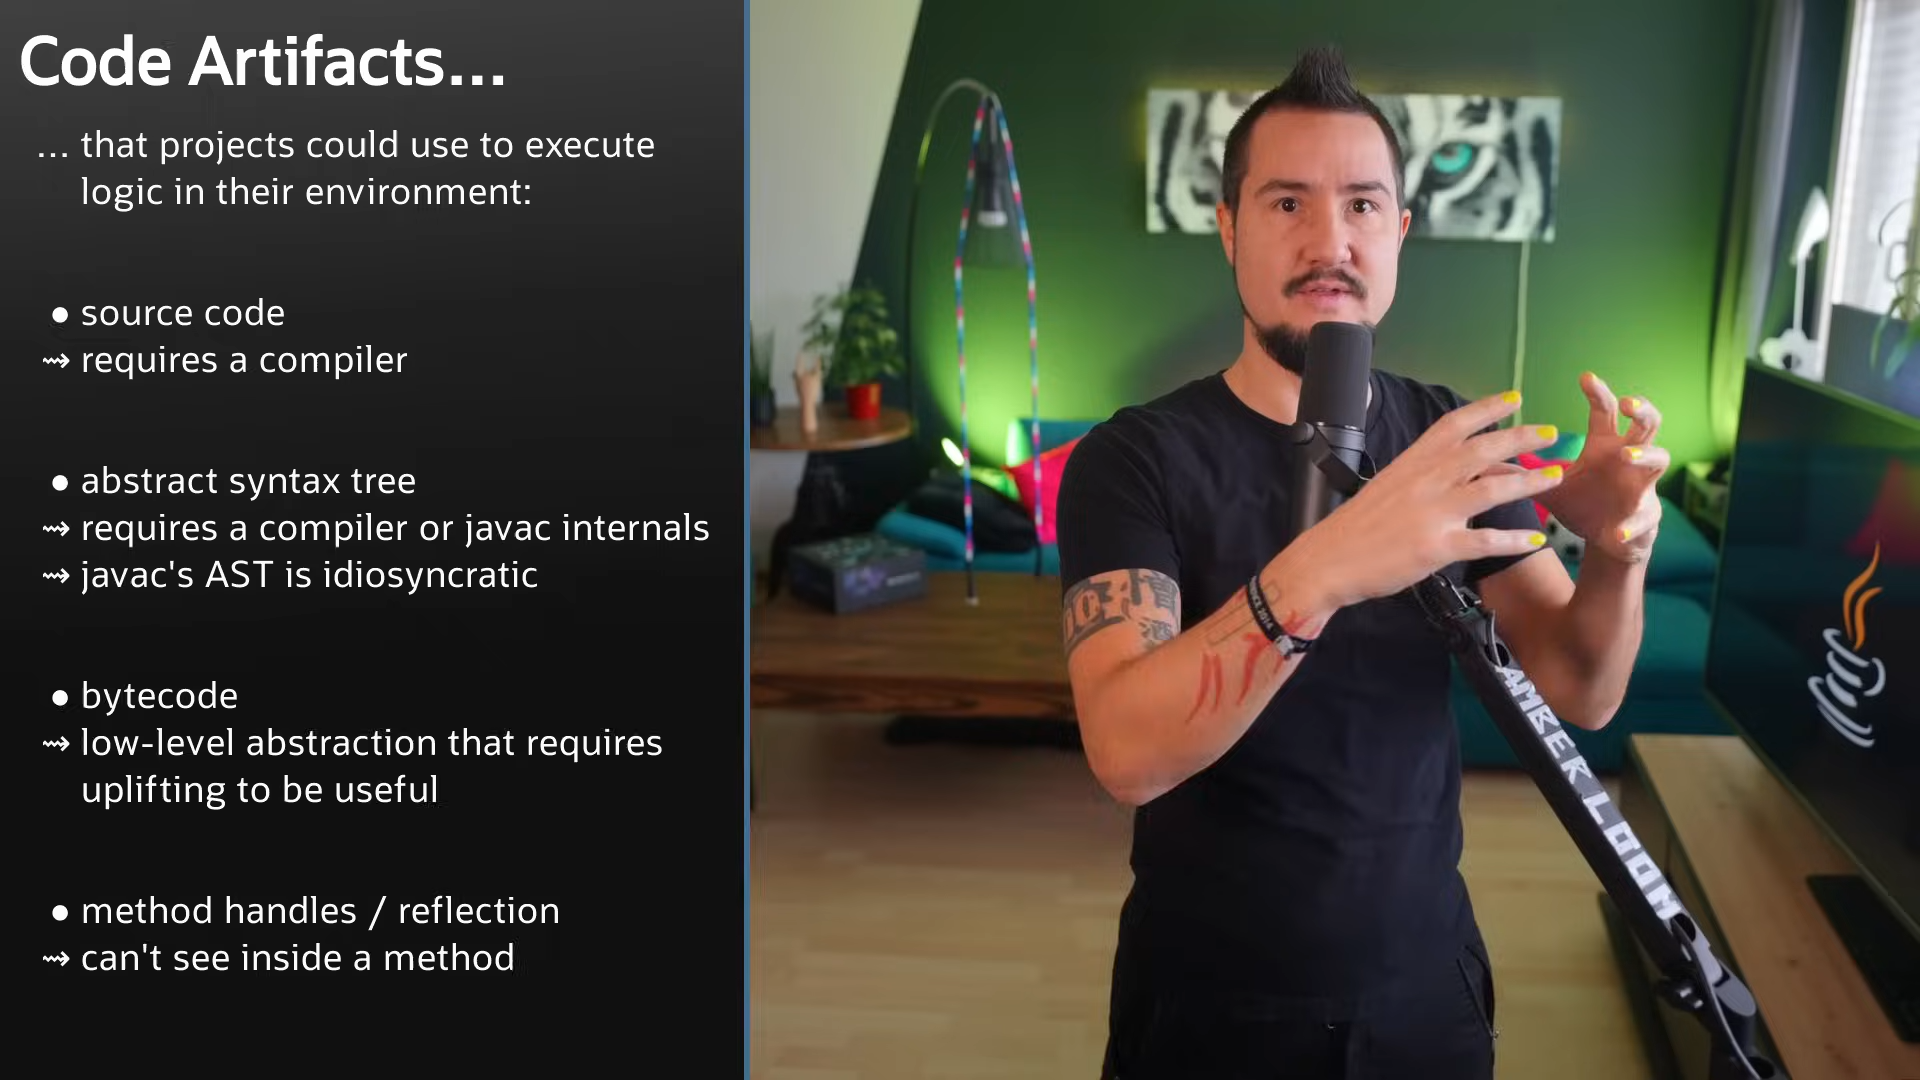 Code Artifacts...
... that projects could use to execute
logic in their environment:
● source code
⇝ requires a compiler
● abstract syntax tree
⇝ requires a compiler or javac internals
⇝ javac's AST is idiosyncratic
● bytecode
⇝ low-level abstraction that requires
uplifting to be useful
● method handles / reflection
⇝ can't see inside a method